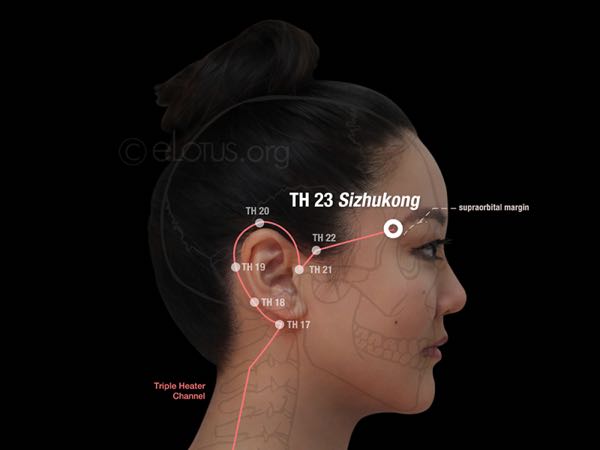 © eLotus.org
TH 23 Sizhukong
supraorbital margin
TH 20
TH 22
TH 19
TH 21
TH 18
TH 17
Triple Heater
Channel